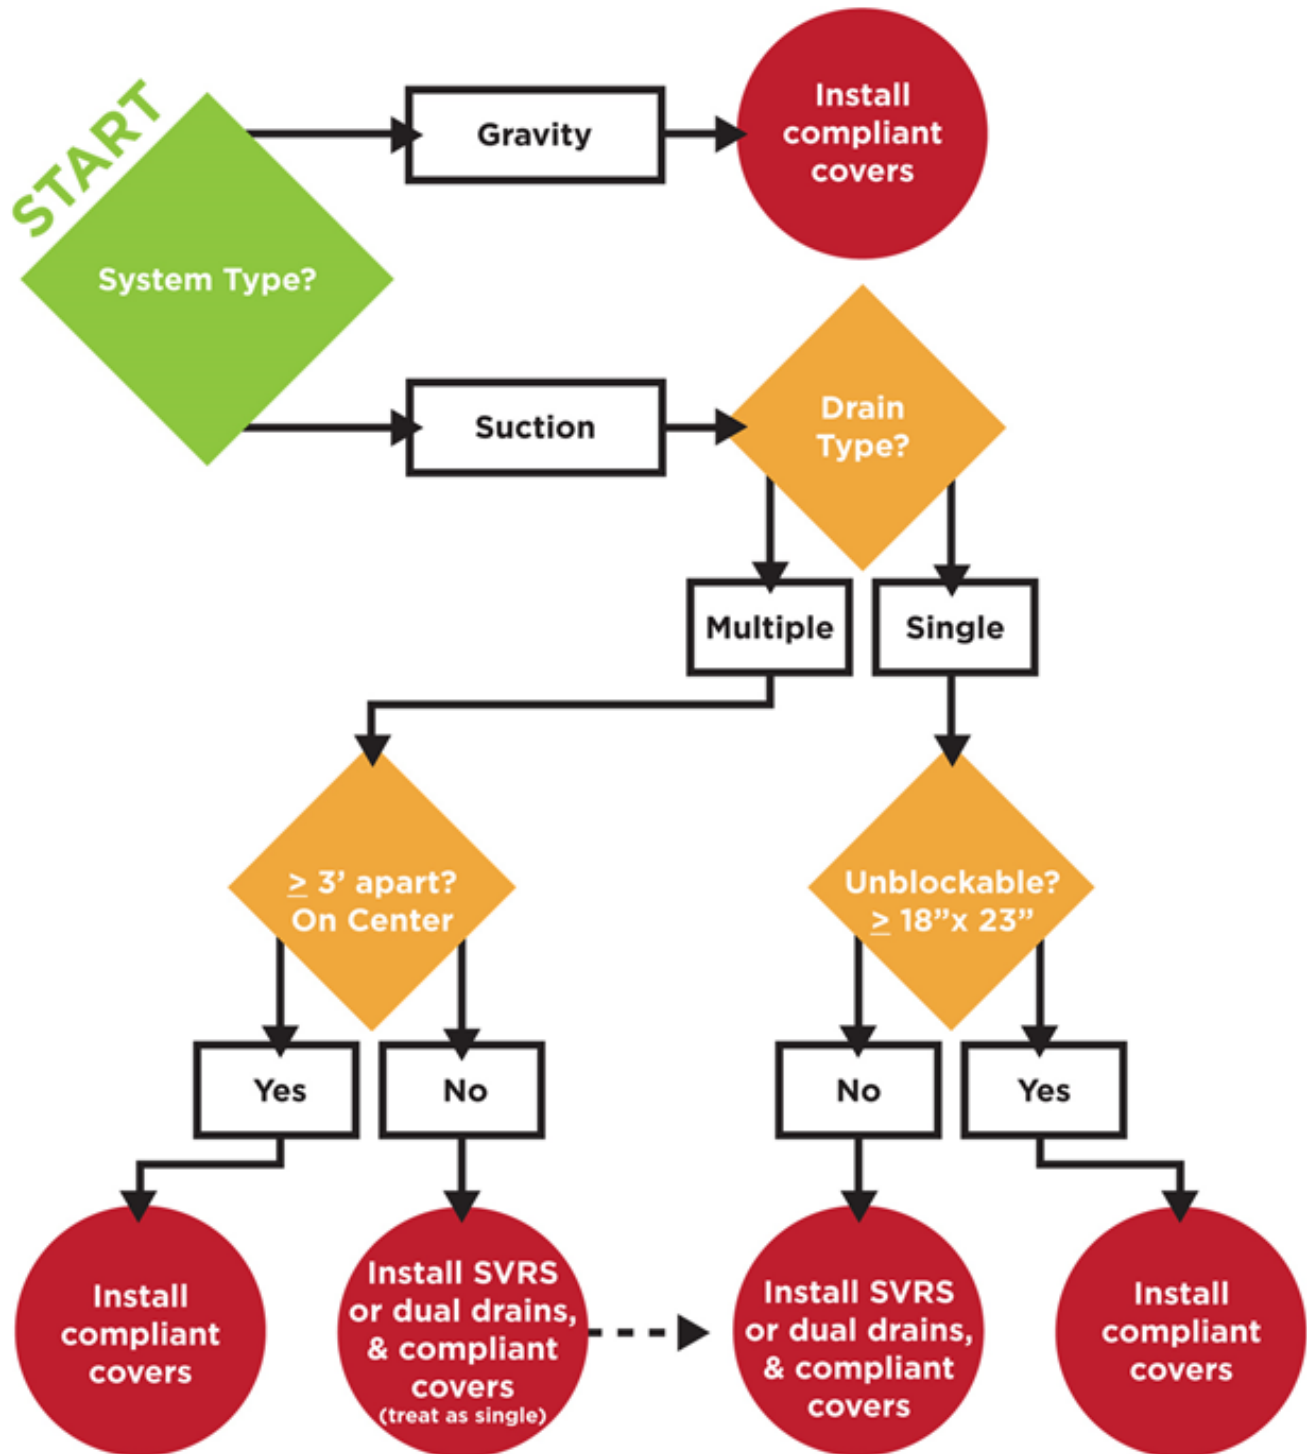 START
System Type?
Gravity
Install
compliant
covers
Suction
Drain
Type?
Multiple
Single
≥ 3’ apart?
On Center
Unblockable?
≥ 18”x 23”
Yes
No
No
Yes
Install
compliant
covers
Install SVRS
or dual drains,
& compliant
covers
(treat as single)
Install SVRS
or dual drains,
& compliant
covers
Install
compliant
covers